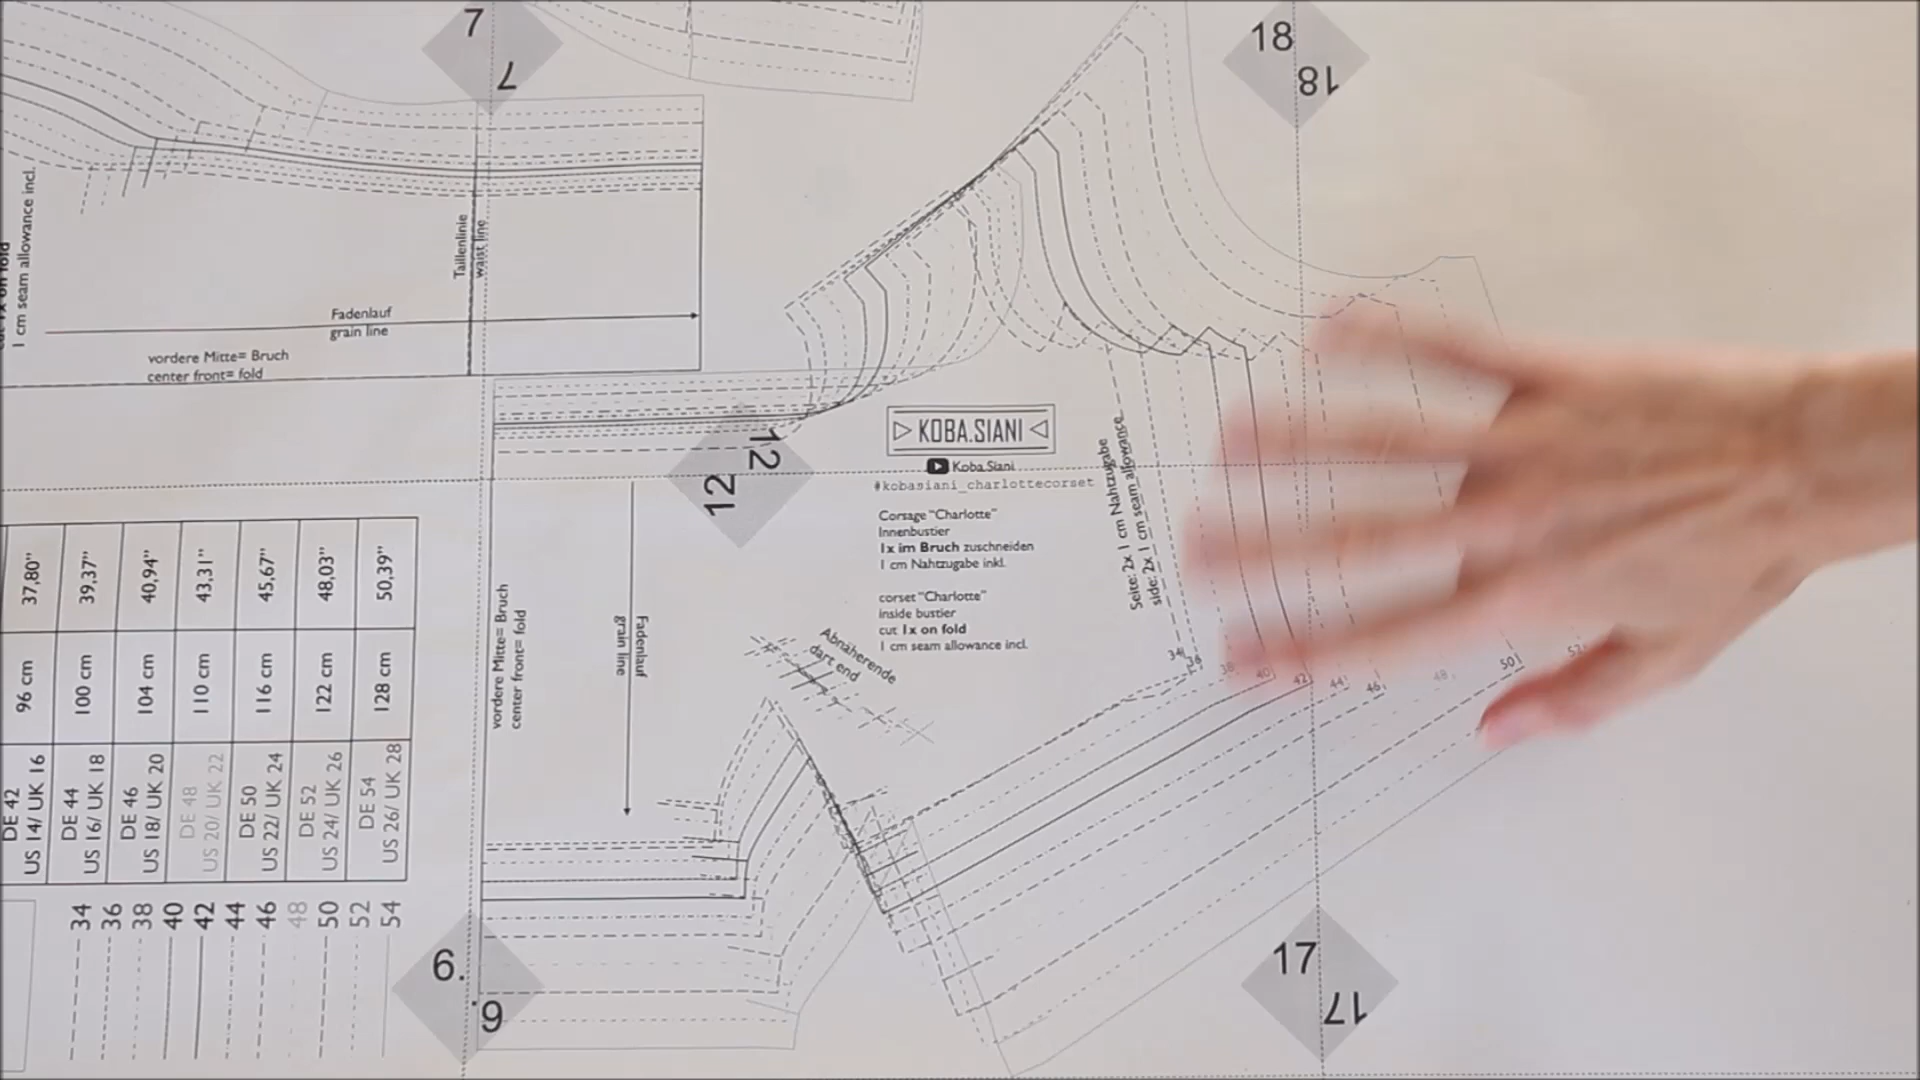 7
7
18
18
1 cm seam allowance incl.
Taillenlinie
waist line
Fadenlauf
grain line
vordere Mitte= Bruch
center front= fold
12
12
KOBA.SIANI
Koba Siani
#kobasiani_charlottecorset
Corsage "Charlotte"
Innenbustier
1x im Bruch zuschneiden
1 cm Nahtzugabe inkl.
corset "Charlotte"
inside bustier
cut 1x on fold
1 cm seam allowance incl.
Seite: 2x 1 cm Nahtzugabe
side: 2x 1 cm seam allowance
vordere Mitte= Bruch
center front= fold
Fadenlauf
grain line
Abnäherende
dart end
34
36
38
40
42
44
46
48
50
52
37,80"
39,37"
40,94"
43,31"
45,67"
48,03"
50,39"
96 cm
100 cm
104 cm
110 cm
116 cm
122 cm
128 cm
DE 42
US 14/ UK 16
DE 44
US 16/ UK 18
DE 46
US 18/ UK 20
DE 48
US 20/ UK 22
DE 50
US 22/ UK 24
DE 52
US 24/ UK 26
DE 54
US 26/ UK 28
34
36
38
40
42
44
46
48
50
52
54
6.
6.
17
17